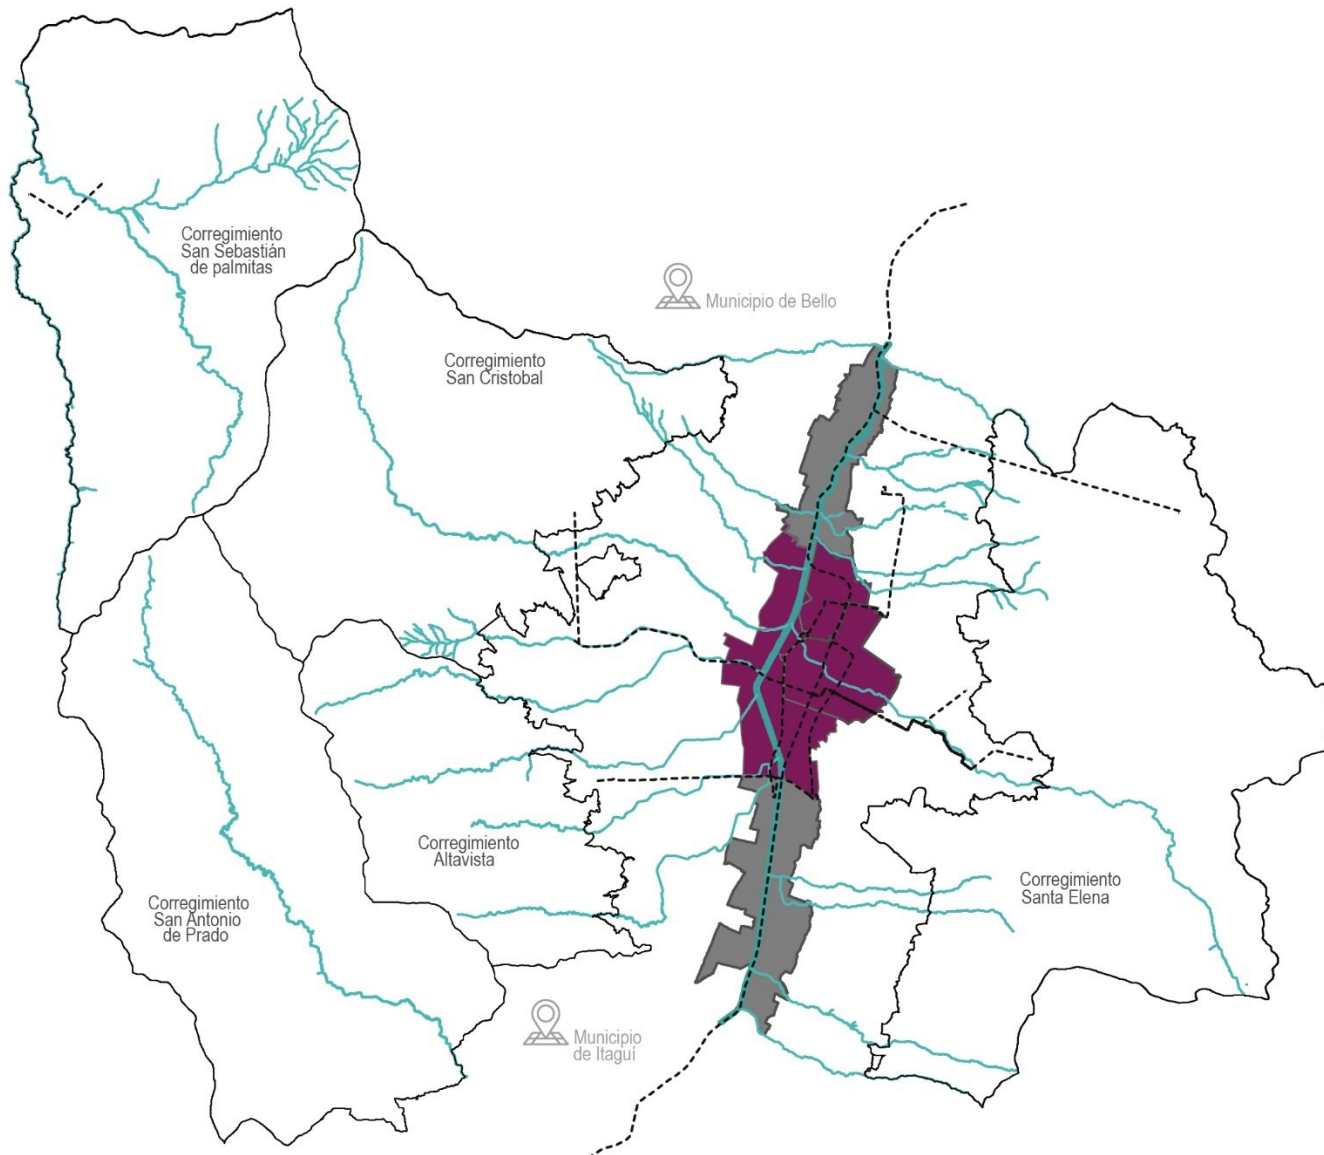 Corregimiento
San Sebastián
de palmitas
Municipio de Bello
Corregimiento
San Cristobal
Corregimiento
Altavista
Corregimiento
Santa Elena
Corregimiento
San Antonio
de Prado
Municipio
de Itaguí